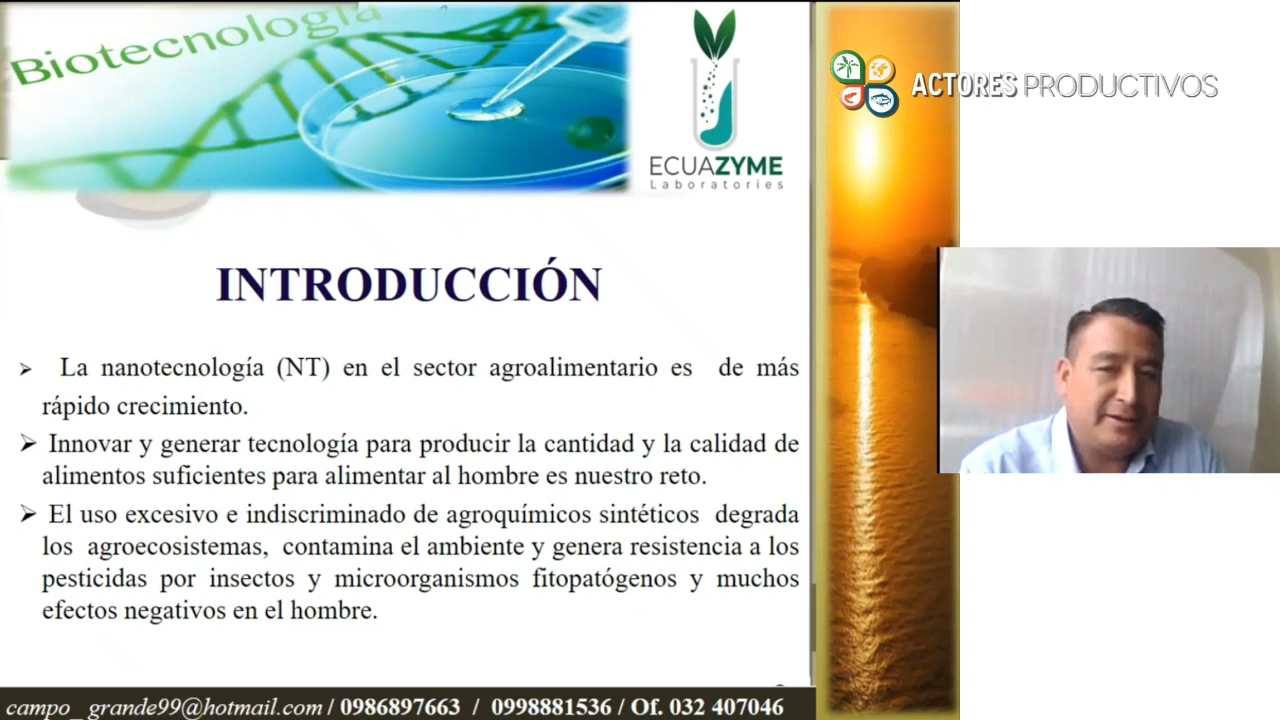 Biotecnología
ECUAZYME
Laboratories
ACTORES PRODUCTIVOS
INTRODUCCIÓN
➢ La nanotecnología (NT) en el sector agroalimentario es de más
rápido crecimiento.
➢ Innovar y generar tecnología para producir la cantidad y la calidad de
alimentos suficientes para alimentar al hombre es nuestro reto.
➢ El uso excesivo e indiscriminado de agroquímicos sintéticos degrada
los agroecosistemas, contamina el ambiente y genera resistencia a los
pesticidas por insectos y microorganismos fitopatógenos y muchos
efectos negativos en el hombre.
campo_grande99@hotmail.com / 0986897663 / 0998881536 / Of. 032 407046